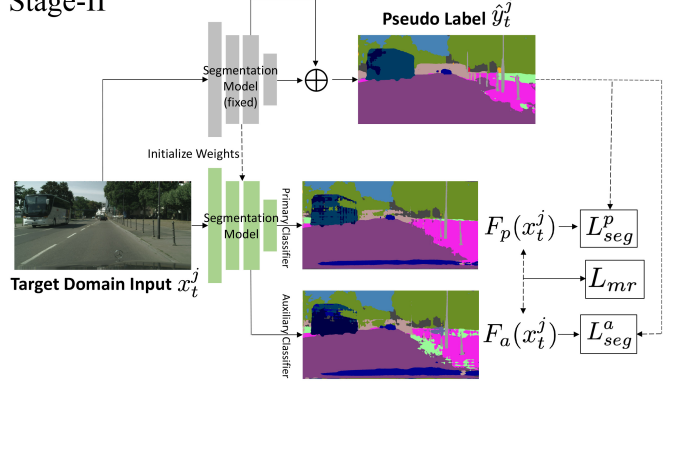 Stage-II
Pseudo Label $\hat{y}_t^j$
Segmentation
Model
(fixed)
Initialize Weights
Segmentation
Model
Primary Classifier
Auxiliary Classifier
Target Domain Input $x_t^j$
$F_p(x_t^j)$
$L_{seg}^p$
$L_{mr}$
$F_a(x_t^j)$
$L_{seg}^a$